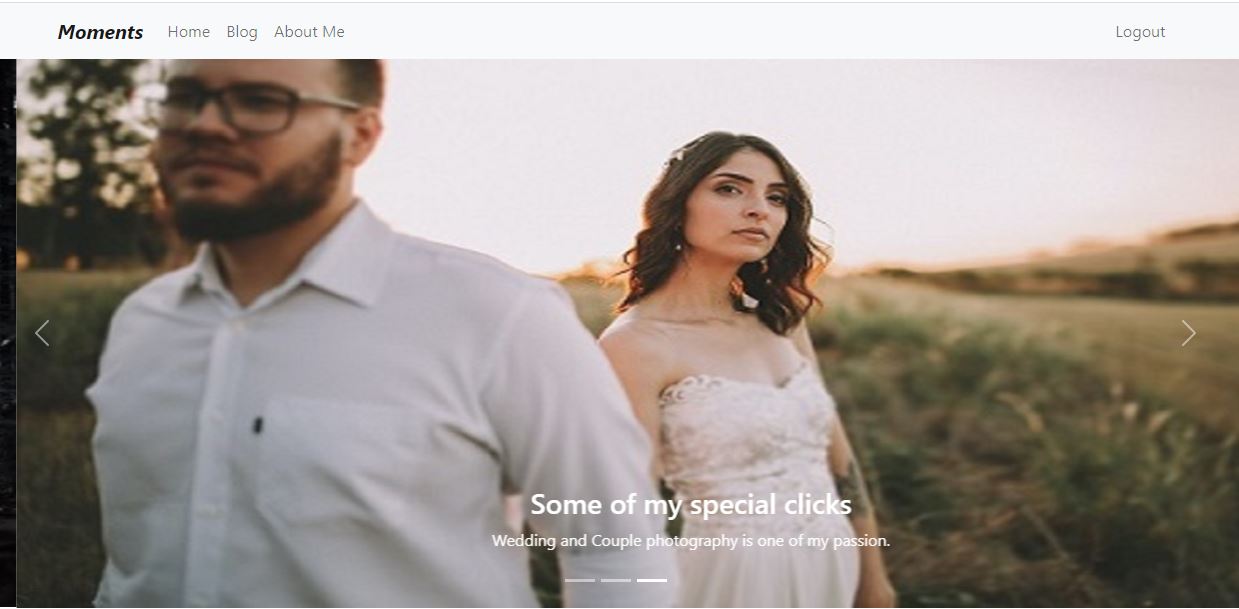 Moments Home Blog About Me Logout
Some of my special clicks
Wedding and Couple photography is one of my passion.